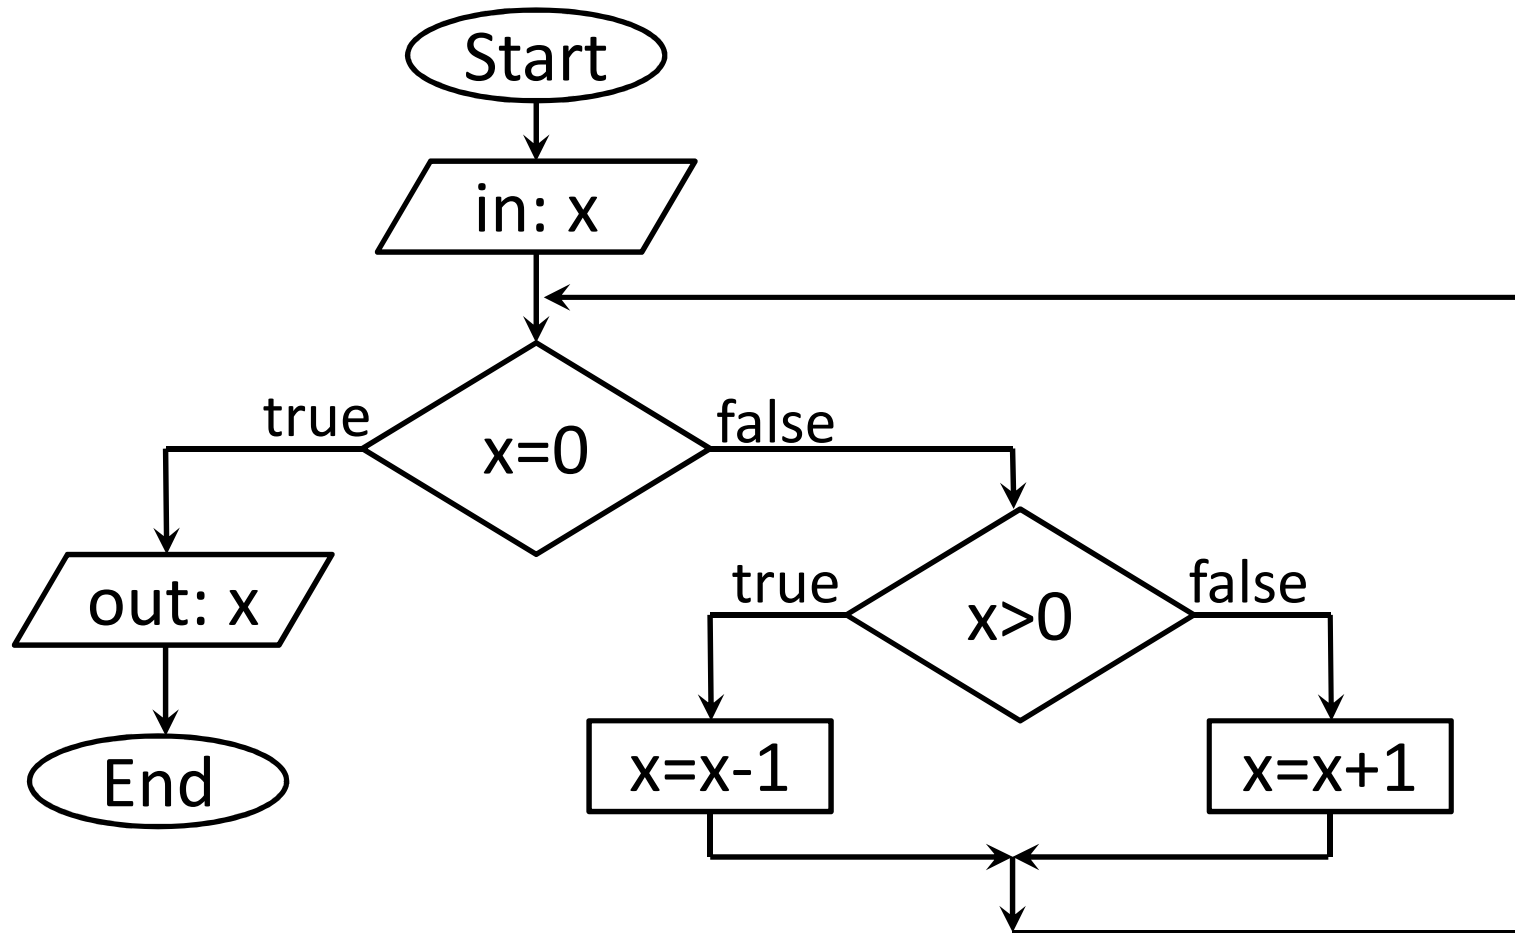 Start
in: x
x=0
true
false
out: x
End
x>0
true
false
x=x-1
x=x+1